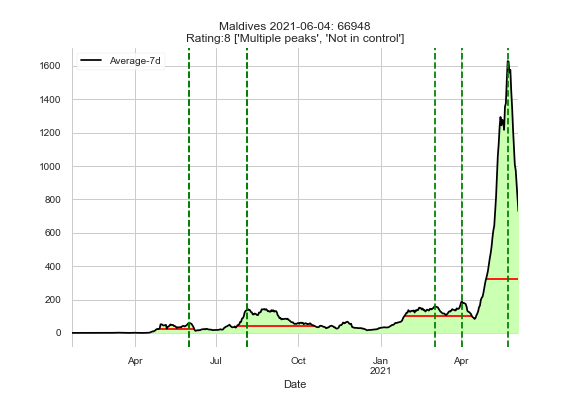 Maldives 2021-06-04: 66948
Rating:8 ['Multiple peaks', 'Not in control']
Average-7d
1600
1400
1200
1000
800
600
400
200
0
Apr
Jul
Oct
Jan
2021
Apr
Date